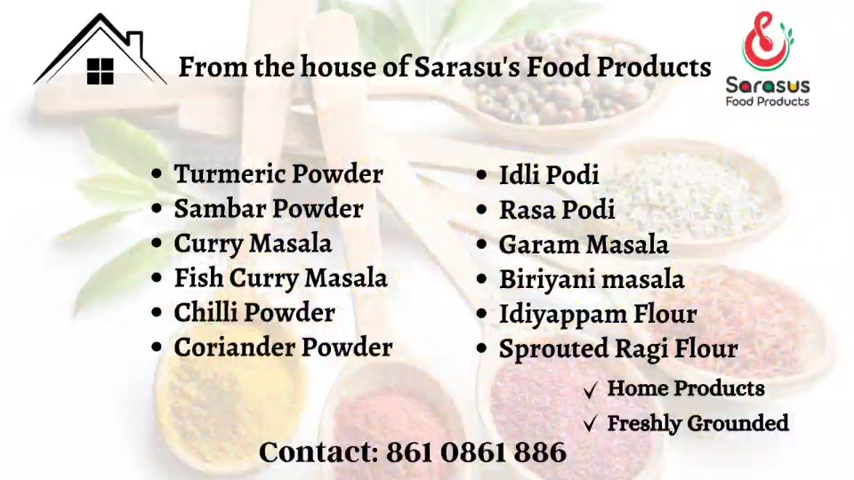 From the house of Sarasu's Food Products
Sarasus
Food Products
• Turmeric Powder
• Sambar Powder
• Curry Masala
• Fish Curry Masala
• Chilli Powder
• Coriander Powder
• Idli Podi
• Rasa Podi
• Garam Masala
• Biriyani masala
• Idiyappam Flour
• Sprouted Ragi Flour
✓ Home Products
✓ Freshly Grounded
Contact: 861 0861 886